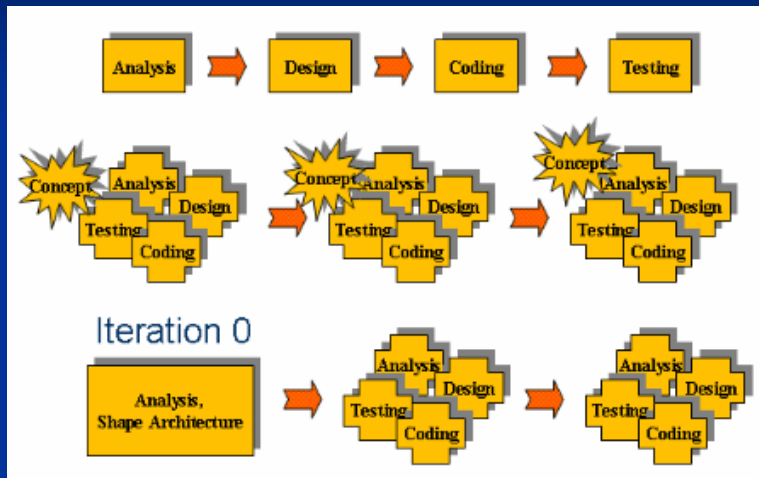 Analysis
Design
Coding
Testing
Concept
Analysis
Design
Testing
Coding
Concept
Analysis
Design
Testing
Coding
Concept
Analysis
Design
Testing
Coding
Iteration 0
Analysis,
Shape Architecture
Analysis
Design
Testing
Coding
Analysis
Design
Testing
Coding